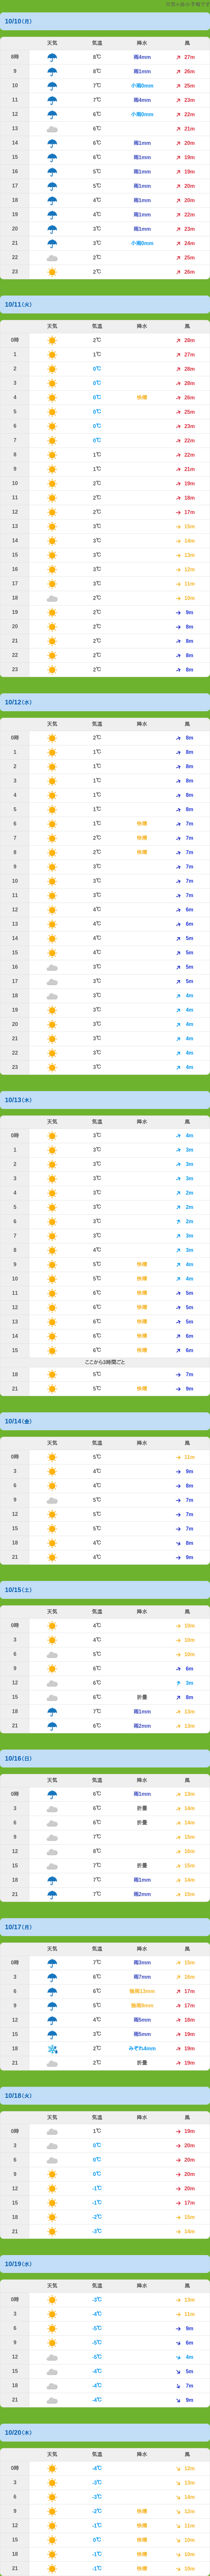 10/10(月)
天気 気温 降水 風
8時 8℃ 雨4mm 27m
9 8℃ 雨1mm 26m
10 7℃ 小雨0mm 25m
11 7℃ 雨4mm 23m
12 6℃ 小雨0mm 22m
13 6℃ 21m
14 6℃ 雨1mm 20m
15 6℃ 雨1mm 19m
16 5℃ 雨1mm 19m
17 5℃ 雨1mm 20m
18 4℃ 雨1mm 20m
19 4℃ 雨1mm 22m
20 3℃ 雨1mm 23m
21 3℃ 小雨0mm 24m
22 2℃ 25m
23 2℃ 26m
10/11(火)
天気 気温 降水 風
0時 2℃ 28m
1 1℃ 27m
2 0℃ 28m
3 0℃ 28m
4 0℃ 快晴 26m
5 0℃ 25m
6 0℃ 23m
7 0℃ 22m
8 1℃ 22m
9 1℃ 21m
10 2℃ 19m
11 2℃ 18m
12 2℃ 17m
13 3℃ 15m
14 3℃ 14m
15 3℃ 13m
16 3℃ 12m
17 3℃ 11m
18 2℃ 10m
19 2℃ 9m
20 2℃ 8m
21 2℃ 8m
22 2℃ 8m
23 2℃ 8m
10/12(水)
天気 気温 降水 風
0時 2℃ 8m
1 1℃ 8m
2 1℃ 8m
3 1℃ 8m
4 1℃ 8m
5 1℃ 8m
6 1℃ 快晴 7m
7 2℃ 快晴 7m
8 2℃ 快晴 7m
9 3℃ 7m
10 3℃ 7m
11 3℃ 7m
12 4℃ 6m
13 4℃ 6m
14 4℃ 5m
15 4℃ 5m
16 3℃ 5m
17 3℃ 5m
18 3℃ 4m
19 3℃ 4m
20 3℃ 4m
21 3℃ 4m
22 3℃ 4m
23 3℃ 4m
10/13(木)
天気 気温 降水 風
0時 3℃ 4m
1 3℃ 3m
2 3℃ 3m
3 3℃ 3m
4 3℃ 2m
5 3℃ 2m
6 3℃ 2m
7 3℃ 3m
8 4℃ 3m
9 5℃ 快晴 4m
10 5℃ 快晴 4m
11 6℃ 快晴 5m
12 6℃ 快晴 5m
13 6℃ 快晴 5m
14 6℃ 快晴 6m
15 6℃ 快晴 6m
ここから3時間ごと
18 5℃ 快晴 7m
21 5℃ 快晴 9m
10/14(金)
天気 気温 降水 風
0時 5℃ 11m
3 4℃ 9m
6 4℃ 8m
9 5℃ 7m
12 5℃ 7m
15 5℃ 7m
18 4℃ 8m
21 4℃ 9m
10/15(土)
天気 気温 降水 風
0時 4℃ 10m
3 4℃ 10m
6 5℃ 10m
9 6℃ 6m
12 6℃ 3m
15 6℃ 折畳 8m
18 7℃ 雨1mm 13m
21 6℃ 雨2mm 13m
10/16(日)
天気 気温 降水 風
0時 6℃ 雨1mm 13m
3 6℃ 折畳 14m
6 6℃ 折畳 14m
9 7℃ 15m
12 8℃ 16m
15 7℃ 折畳 15m
18 7℃ 雨1mm 14m
21 7℃ 雨2mm 15m
10/17(月)
天気 気温 降水 風
0時 7℃ 雨3mm 15m
3 6℃ 雨7mm 16m
6 6℃ 強雨13mm 17m
9 5℃ 強雨8mm 17m
12 4℃ 雨5mm 18m
15 3℃ 雨5mm 19m
18 2℃ みぞれ4mm 19m
21 2℃ 折畳 19m
10/18(火)
天気 気温 降水 風
0時 1℃ 19m
3 0℃ 20m
6 0℃ 20m
9 0℃ 20m
12 -1℃ 20m
15 -1℃ 17m
18 -2℃ 15m
21 -3℃ 14m
10/19(水)
天気 気温 降水 風
0時 -3℃ 13m
3 -4℃ 11m
6 -5℃ 9m
9 -5℃ 6m
12 -5℃ 4m
15 -4℃ 5m
18 -4℃ 7m
21 -4℃ 9m
10/20(木)
天気 気温 降水 風
0時 -4℃ 12m
3 -3℃ 13m
6 -3℃ 14m
9 -2℃ 快晴 12m
12 -1℃ 快晴 11m
15 0℃ 快晴 10m
18 -1℃ 快晴 10m
21 -1℃ 快晴 10m